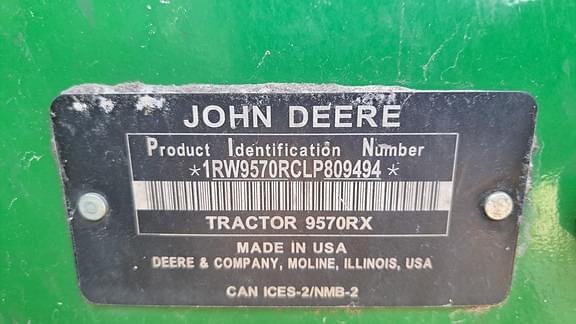 JOHN DEERE
Product Identification Number
*1RW9570RCLP809494*
TRACTOR 9570RX
MADE IN USA
DEERE & COMPANY, MOLINE, ILLINOIS, USA
CAN ICES-2/NMB-2